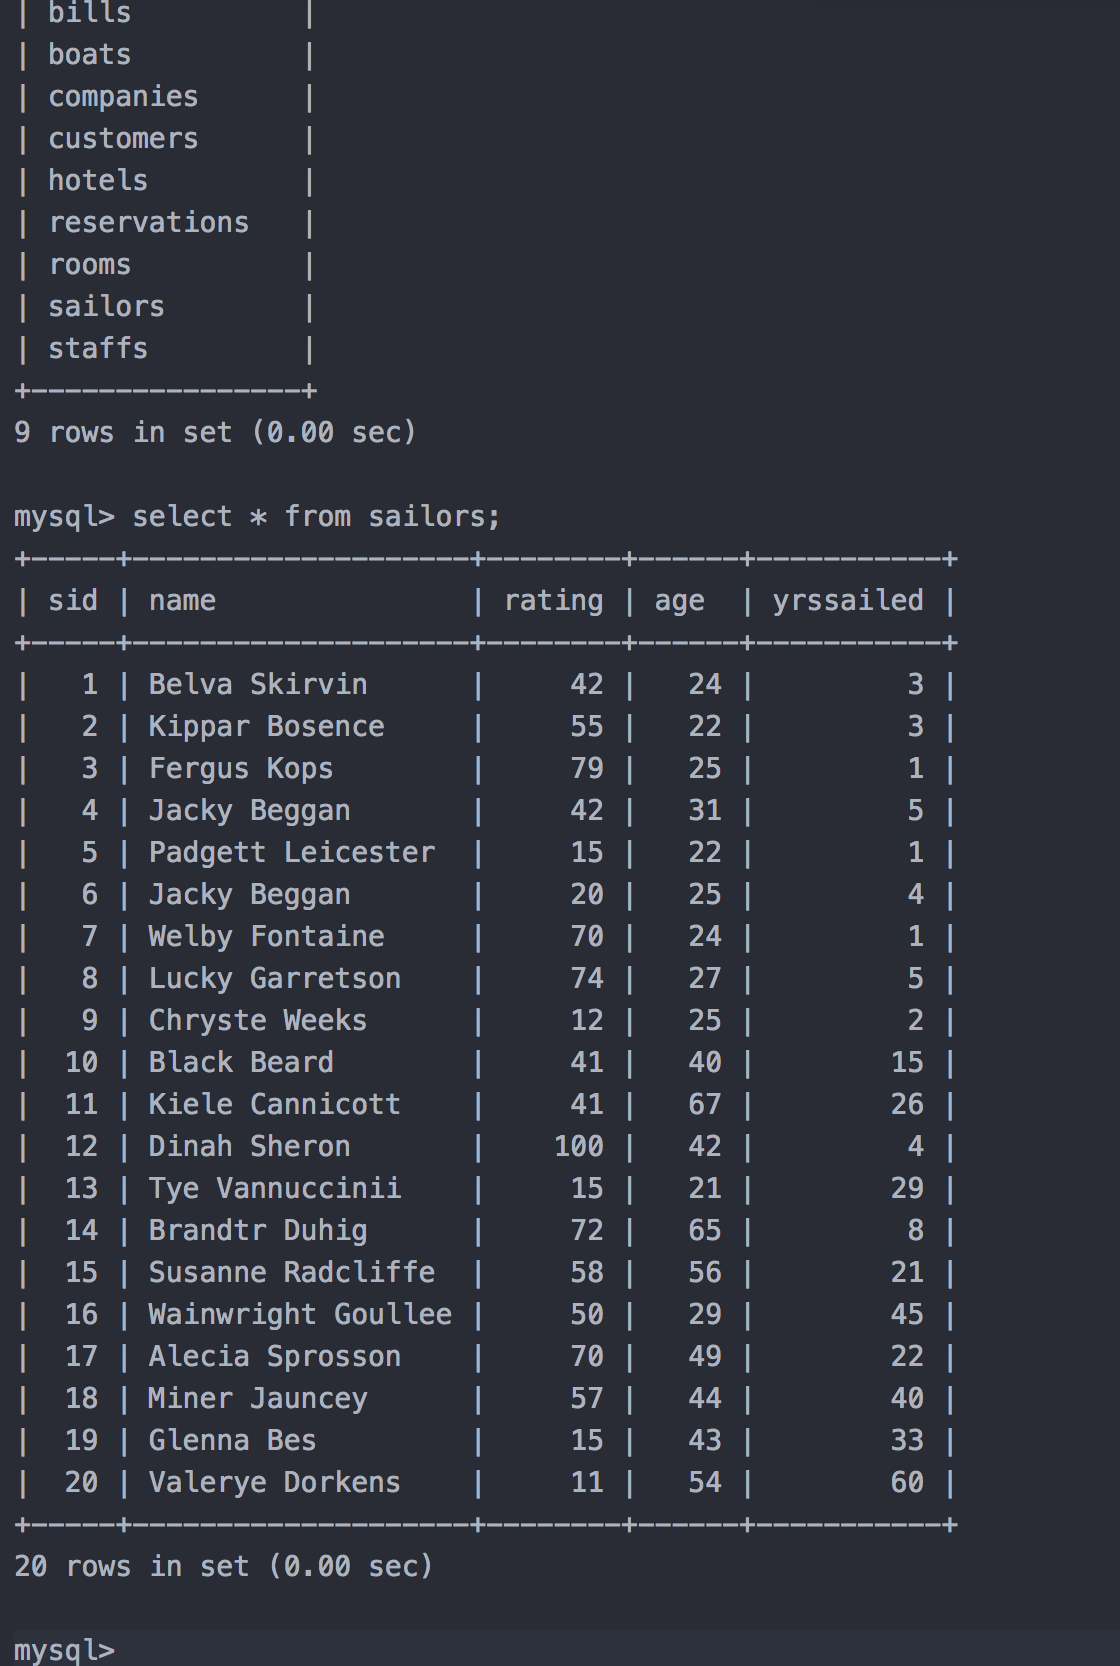 | bills         |
| boats         |
| companies     |
| customers     |
| hotels        |
| reservations  |
| rooms         |
| sailors       |
| staffs        |
+----------------+
9 rows in set (0.00 sec)

mysql> select * from sailors;
+-----+--------------------+--------+------+-----------+
| sid | name               | rating | age  | yrssailed |
+-----+--------------------+--------+------+-----------+
|   1 | Belva Skirvin      |     42 |   24 |         3 |
|   2 | Kippar Bosence     |     55 |   22 |         3 |
|   3 | Fergus Kops        |     79 |   25 |         1 |
|   4 | Jacky Beggan       |     42 |   31 |         5 |
|   5 | Padgett Leicester  |     15 |   22 |         1 |
|   6 | Jacky Beggan       |     20 |   25 |         4 |
|   7 | Welby Fontaine     |     70 |   24 |         1 |
|   8 | Lucky Garretson    |     74 |   27 |         5 |
|   9 | Chryste Weeks      |     12 |   25 |         2 |
|  10 | Black Beard        |     41 |   40 |        15 |
|  11 | Kiele Cannicott    |     41 |   67 |        26 |
|  12 | Dinah Sheron       |    100 |   42 |         4 |
|  13 | Tye Vannuccinii    |     15 |   21 |        29 |
|  14 | Brandtr Duhig      |     72 |   65 |         8 |
|  15 | Susanne Radcliffe  |     58 |   56 |        21 |
|  16 | Wainwright Goullee |     50 |   29 |        45 |
|  17 | Alecia Sprosson    |     70 |   49 |        22 |
|  18 | Miner Jauncey      |     57 |   44 |        40 |
|  19 | Glenna Bes         |     15 |   43 |        33 |
|  20 | Valerye Dorkens    |     11 |   54 |        60 |
+-----+--------------------+--------+------+-----------+
20 rows in set (0.00 sec)

mysql>